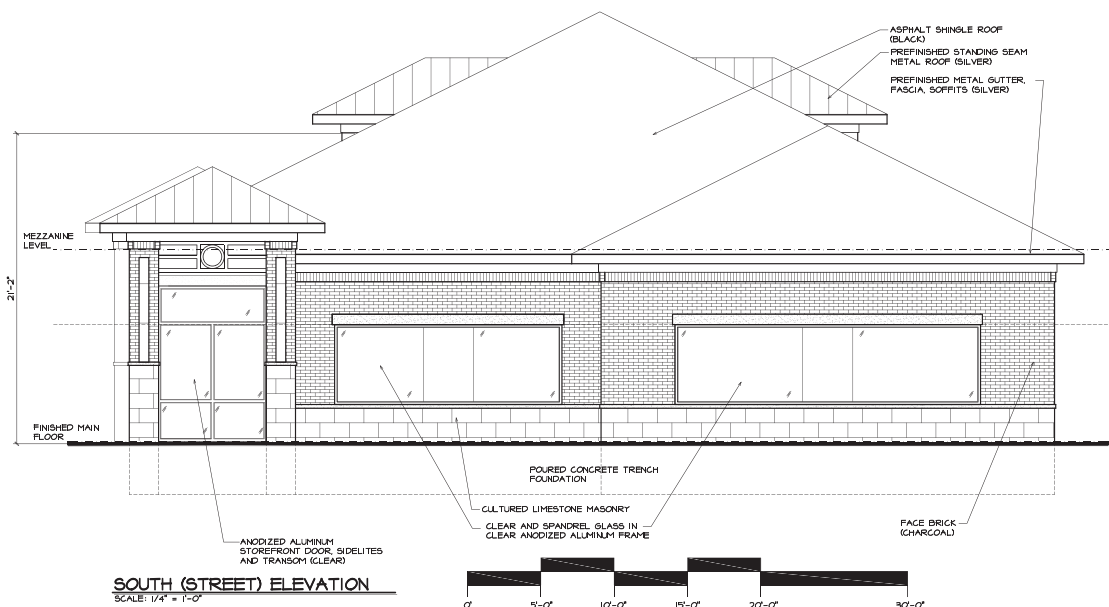 ASPHALT SHINGLE ROOF
(BLACK)
PREFINISHED STANDING SEAM
METAL ROOF (SILVER)
PREFINISHED METAL GUTTER,
FASCIA, SOFFITS (SILVER)
MEZZANINE
LEVEL
21'-2"
FINISHED MAIN
FLOOR
POURED CONCRETE TRENCH
FOUNDATION
CULTURED LIMESTONE MASONRY
CLEAR AND SPANDREL GLASS IN
CLEAR ANODIZED ALUMINUM FRAME
FACE BRICK
(CHARCOAL)
ANODIZED ALUMINUM
STOREFRONT DOOR, SIDELITES
AND TRANSOM (CLEAR)
SOUTH (STREET) ELEVATION
SCALE: 1/4" = 1'-0"
0' 5'-0" 10'-0" 15'-0" 20'-0" 30'-0"